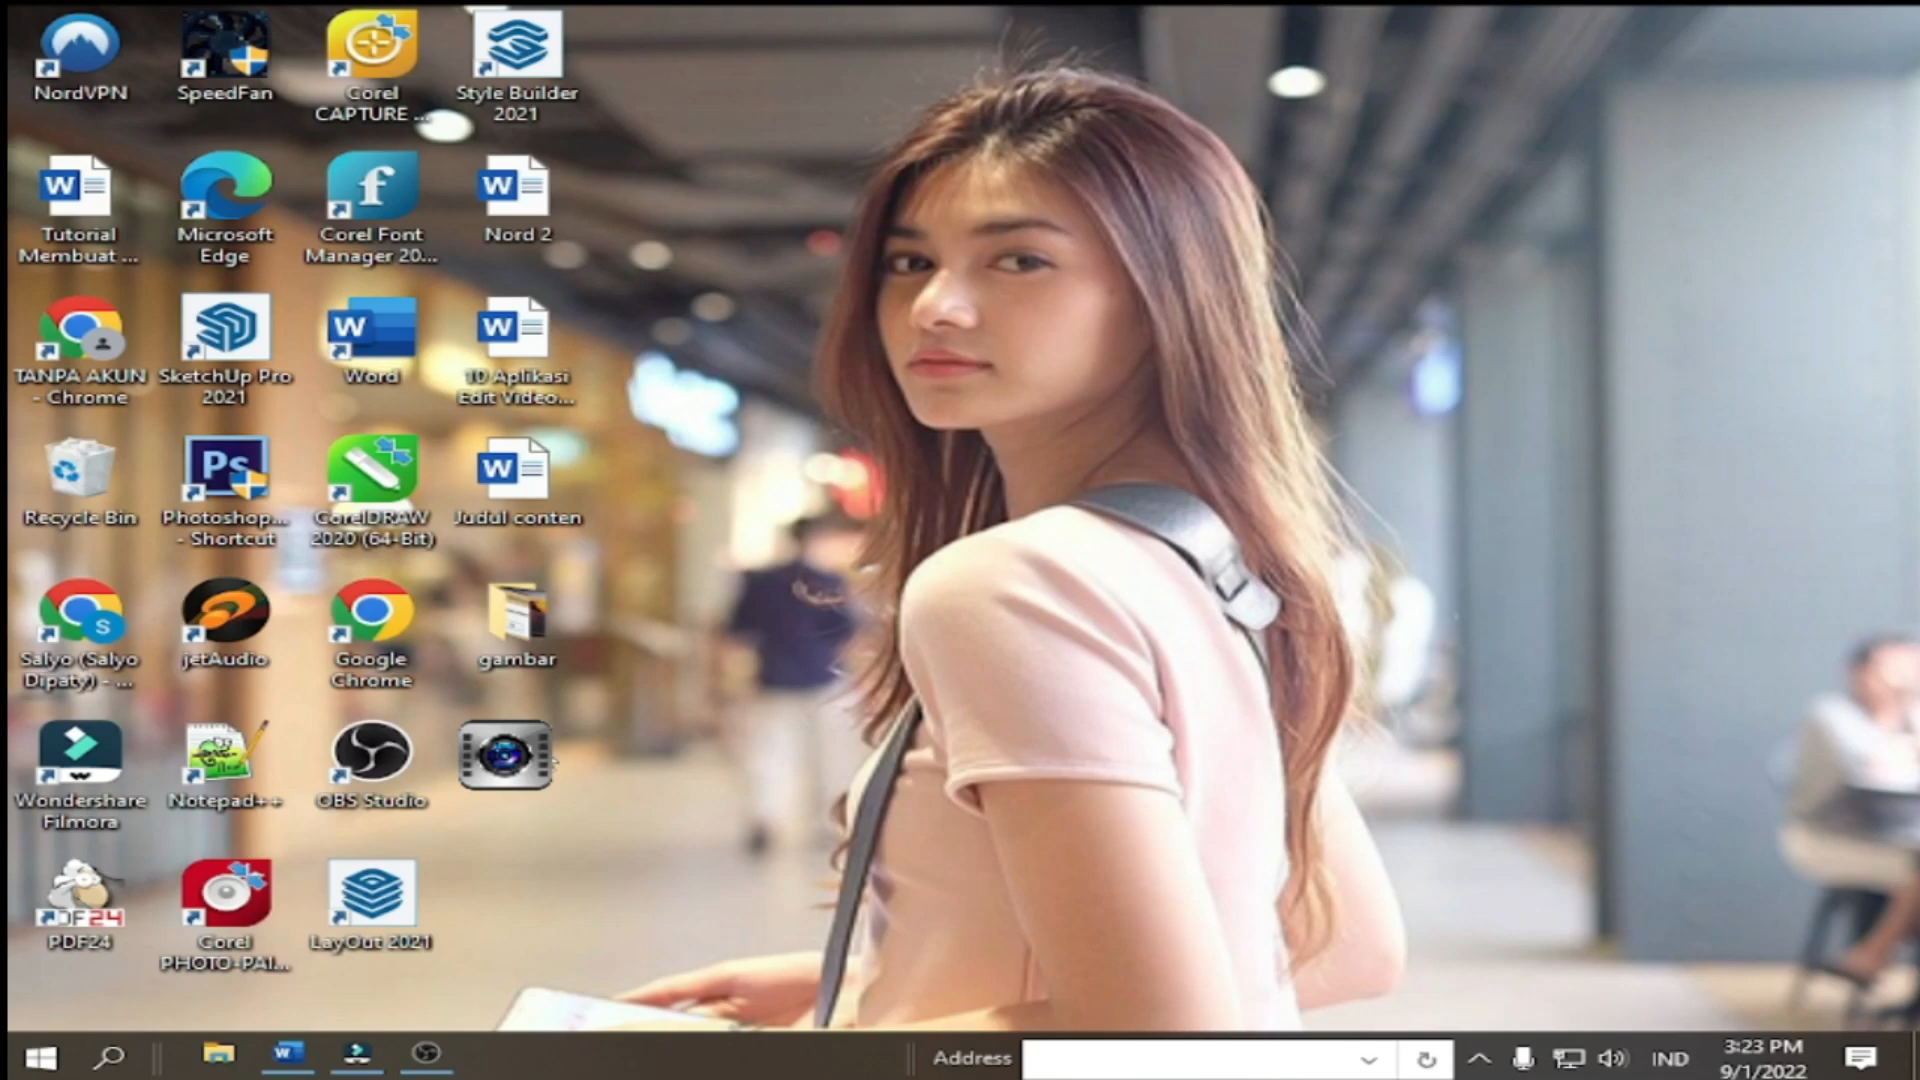 NordVPN
SpeedFan
Corel
CAPTURE ...
Style Builder
2021
Tutorial
Membuat ...
Microsoft
Edge
Corel Font
Manager 20...
Nord 2
TANPA AKUN
- Chrome
SketchUp Pro
2021
Word
10 Aplikasi
Edit Video...
Recycle Bin
Photoshop...
- Shortcut
CorelDRAW
2020 (64-Bit)
Judul conten
Salyo (Salyo
Dipaty) - ...
jetAudio
Google
Chrome
gambar
Wondershare
Filmora
Notepad++
OBS Studio
PDF24
Corel
PHOTO-PAI...
LayOut 2021
Address
IND
3:23 PM
9/1/2022